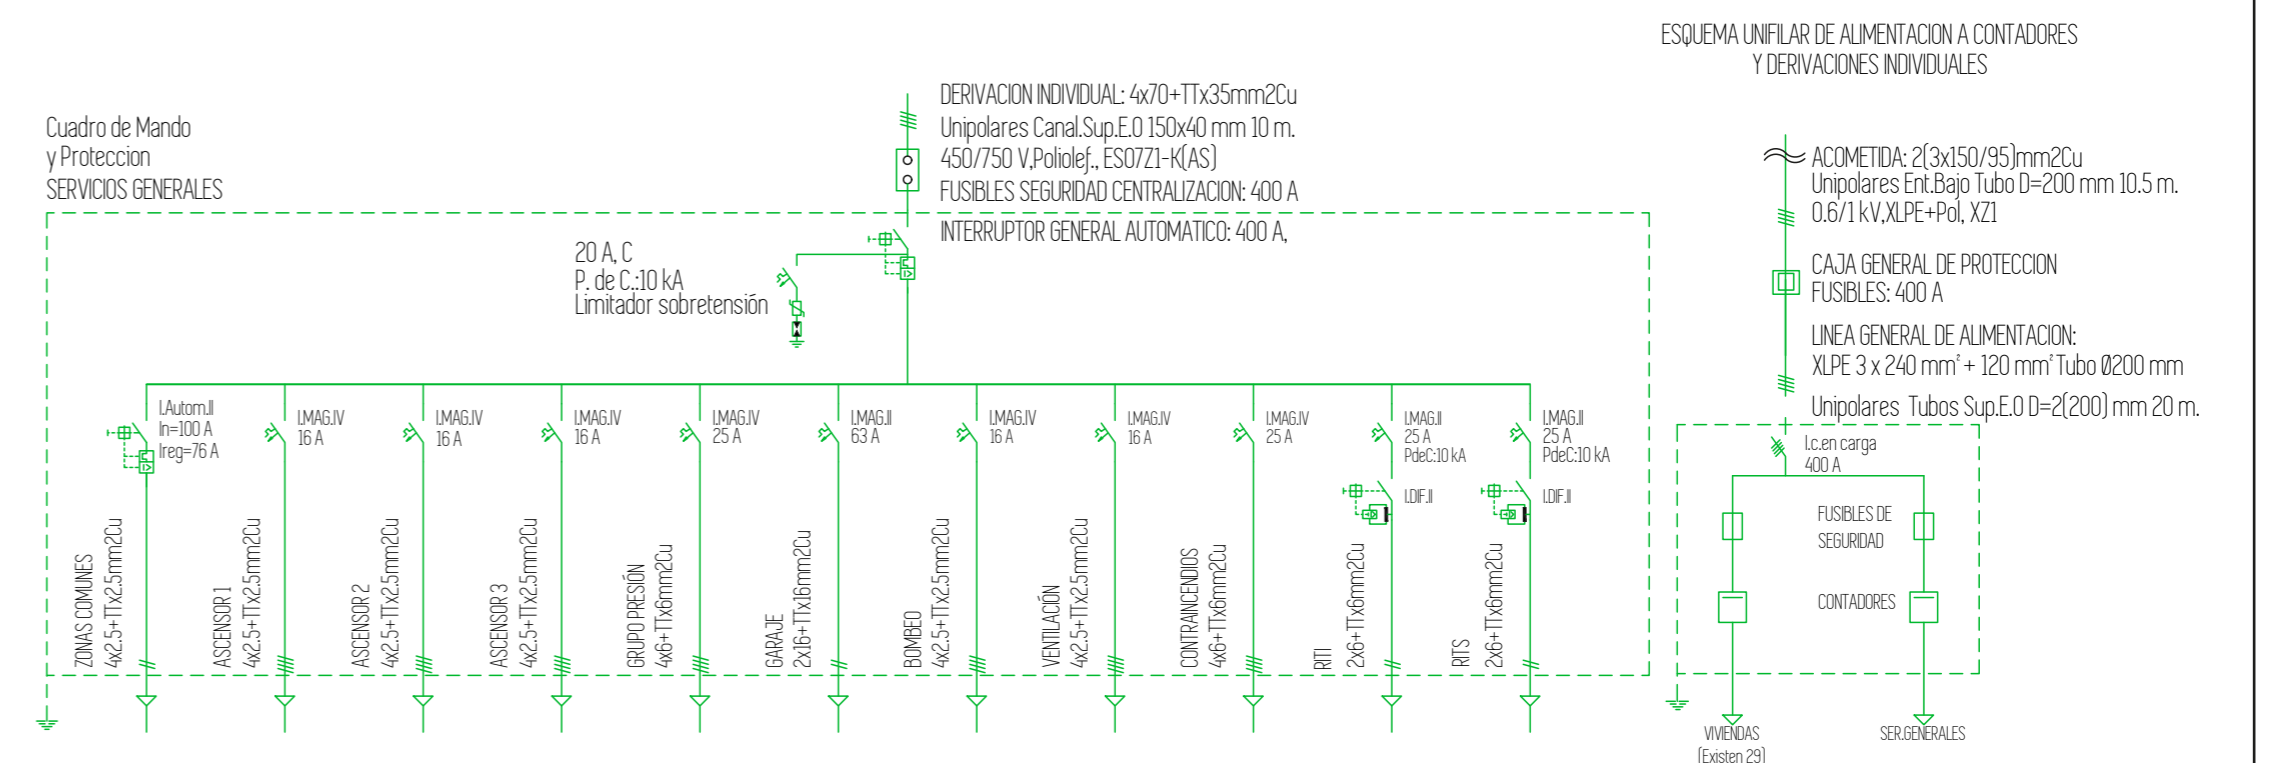 ESQUEMA UNIFILAR DE ALIMENTACION A CONTADORES
Y DERIVACIONES INDIVIDUALES
Cuadro de Mando
y Proteccion
SERVICIOS GENERALES
DERIVACION INDIVIDUAL: 4x70+TTx35mm2Cu
Unipolares Canal.Sup.E.O 150x40 mm 10 m.
450/750 V,Poliolef., ES07Z1-K(AS)
FUSIBLES SEGURIDAD CENTRALIZACION: 400 A
INTERRUPTOR GENERAL AUTOMATICO: 400 A,
20 A, C
P. de C.:10 kA
Limitador sobretensión
I.Autom.II
In=100 A
Ireg=76 A
I.MAG.IV
16 A
I.MAG.IV
16 A
I.MAG.IV
16 A
I.MAG.IV
25 A
I.MAG.II
63 A
I.MAG.IV
16 A
I.MAG.IV
16 A
I.MAG.IV
25 A
I.MAG.II
25 A
PdeC:10 kA
I.MAG.II
25 A
PdeC:10 kA
I.DIF.II
I.DIF.II
ZONAS COMUNES
4x2.5+TTx2.5mm2Cu
ASCENSOR 1
4x2.5+TTx2.5mm2Cu
ASCENSOR 2
4x2.5+TTx2.5mm2Cu
ASCENSOR 3
4x2.5+TTx2.5mm2Cu
GRUPO PRESIÓN
4x6+TTx6mm2Cu
GARAJE
2x16+TTx16mm2Cu
BOMBEO
4x2.5+TTx2.5mm2Cu
VENTILACIÓN
4x2.5+TTx2.5mm2Cu
CONTRAINCENDIOS
4x6+TTx6mm2Cu
RITI
2x6+TTx6mm2Cu
RITS
2x6+TTx6mm2Cu
ACOMETIDA: 2(3x150/95)mm2Cu
Unipolares Ent.Bajo Tubo D=200 mm 10.5 m.
0.6/1 kV,XLPE+Pol, XZ1
CAJA GENERAL DE PROTECCION
FUSIBLES: 400 A
LINEA GENERAL DE ALIMENTACION:
XLPE 3 x 240 mm² + 120 mm² Tubo Ø200 mm
Unipolares Tubos Sup.E.O D=2(200) mm 20 m.
I.c.en carga
400 A
FUSIBLES DE
SEGURIDAD
CONTADORES
VIVIENDAS
(Existen 29)
SER.GENERALES